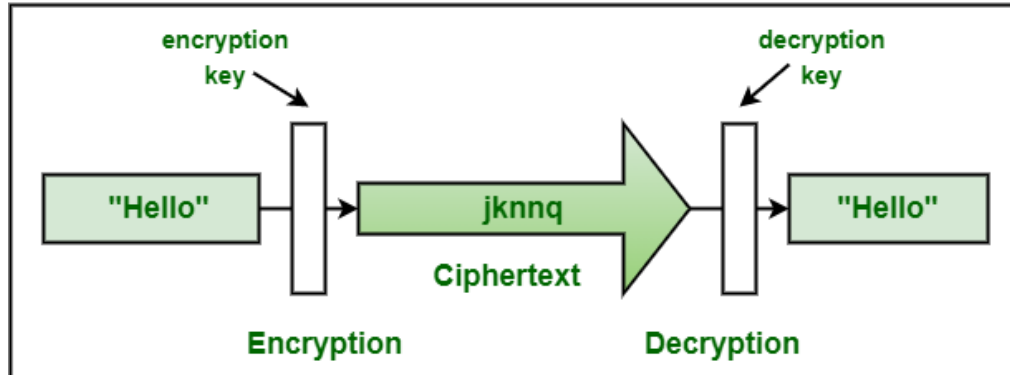 encryption
key
decryption
key
"Hello"
jknnq
"Hello"
Ciphertext
Encryption
Decryption